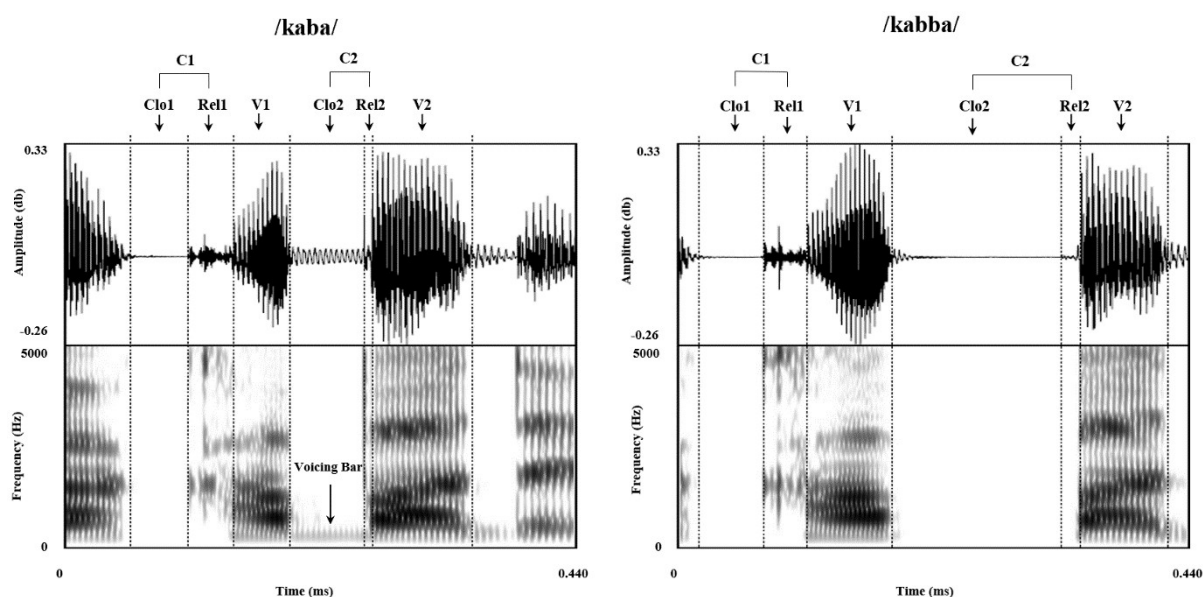 /kaba/
C1 C2
Clo1 Rel1 V1 Clo2 Rel2 V2
0.33
Amplitude (db)
-0.26
5000
Frequency (Hz)
Voicing Bar
0
0 0.440
Time (ms)
/kabba/
C1 C2
Clo1 Rel1 V1 Clo2 Rel2 V2
0.33
Amplitude (db)
-0.26
5000
Frequency (Hz)
0
0 0.440
Time (ms)